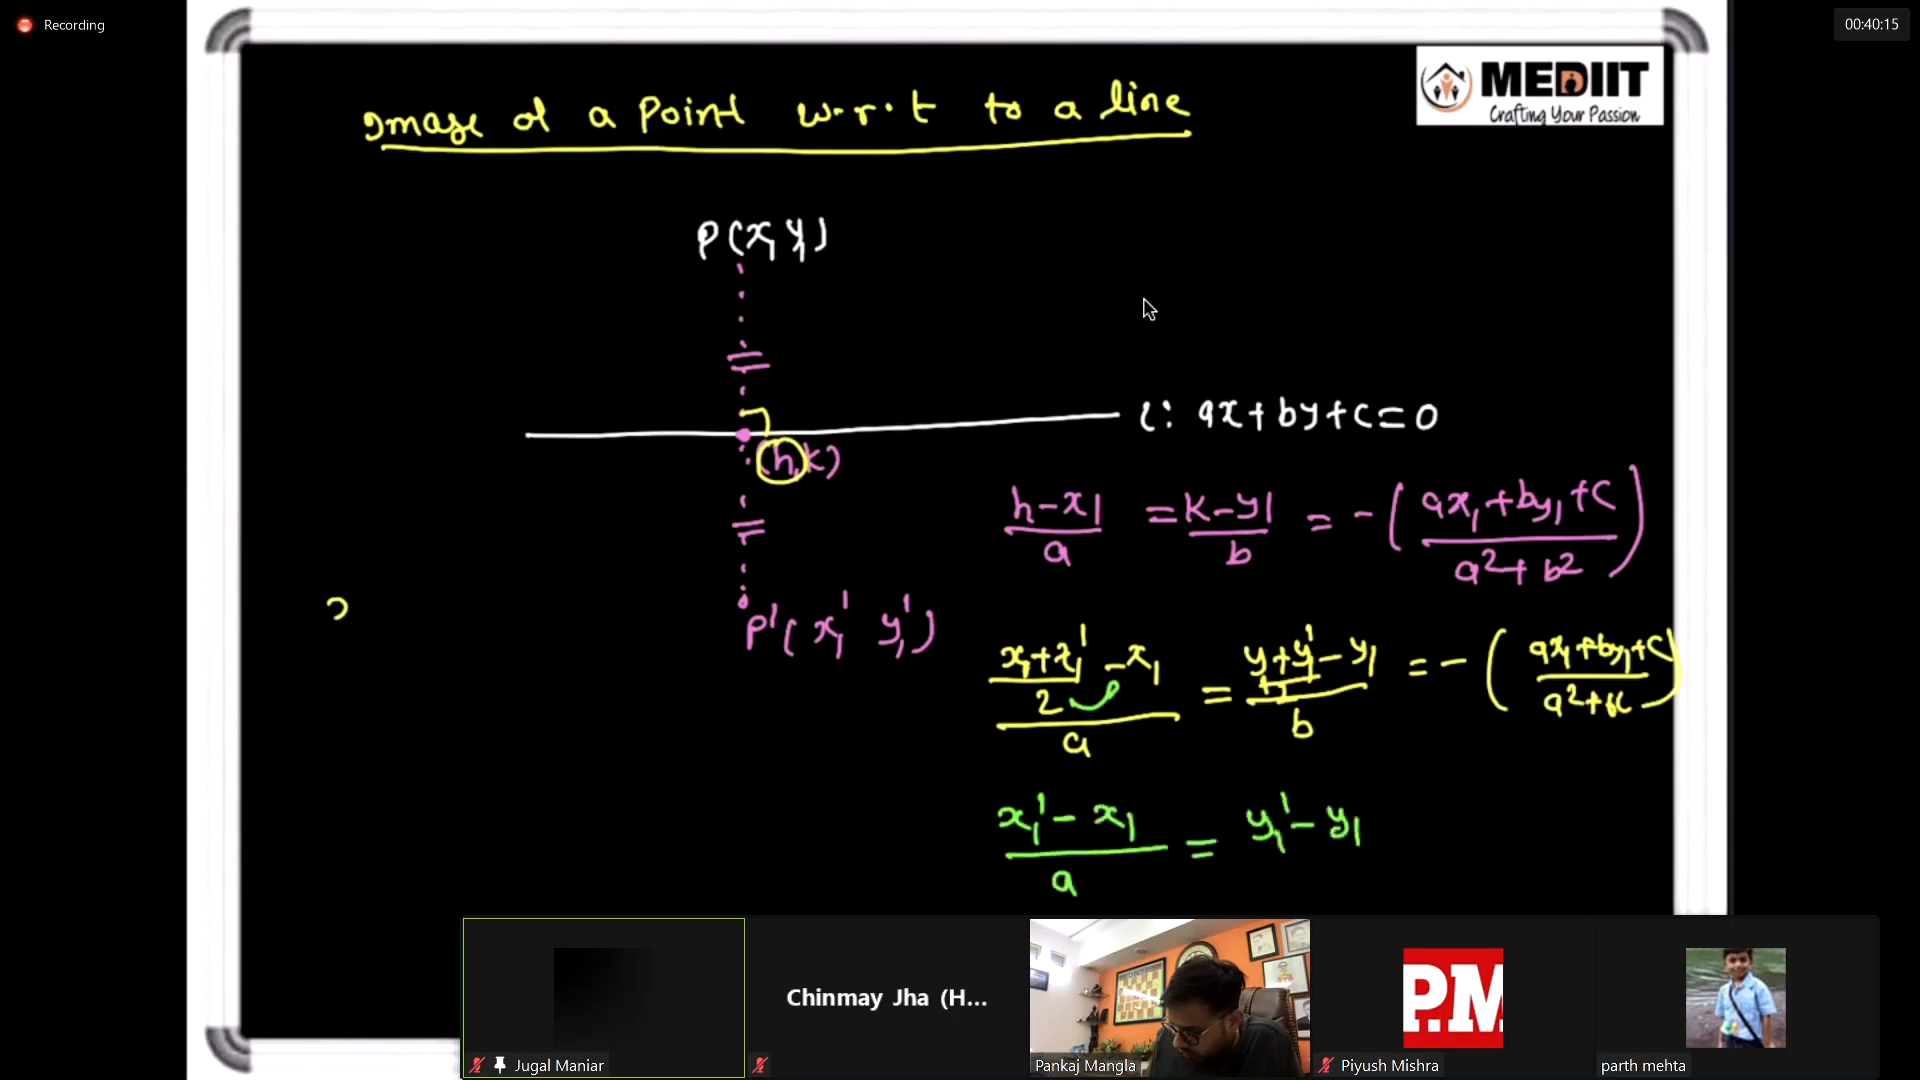 Recording
00:40:15
MEDIIT
Crafting Your Passion
Image of a Point w.r.t to a line
P(x₁ y₁)
L: ax+by+c=0
(h,k)
(h-x₁)/a = (k-y₁)/b = -((ax₁+by₁+c)/(a²+b²))
P'(x₁' y₁')
((x₁+x₁')/2 - x₁)/a = (y₁+y₁' - y₁)/b = -((ax₁+by₁+c)/(a²+b²))
(x₁' - x₁)/a = y₁' - y₁
Jugal Maniar
Chinmay Jha (H...
Pankaj Mangla
P.M
Piyush Mishra
parth mehta